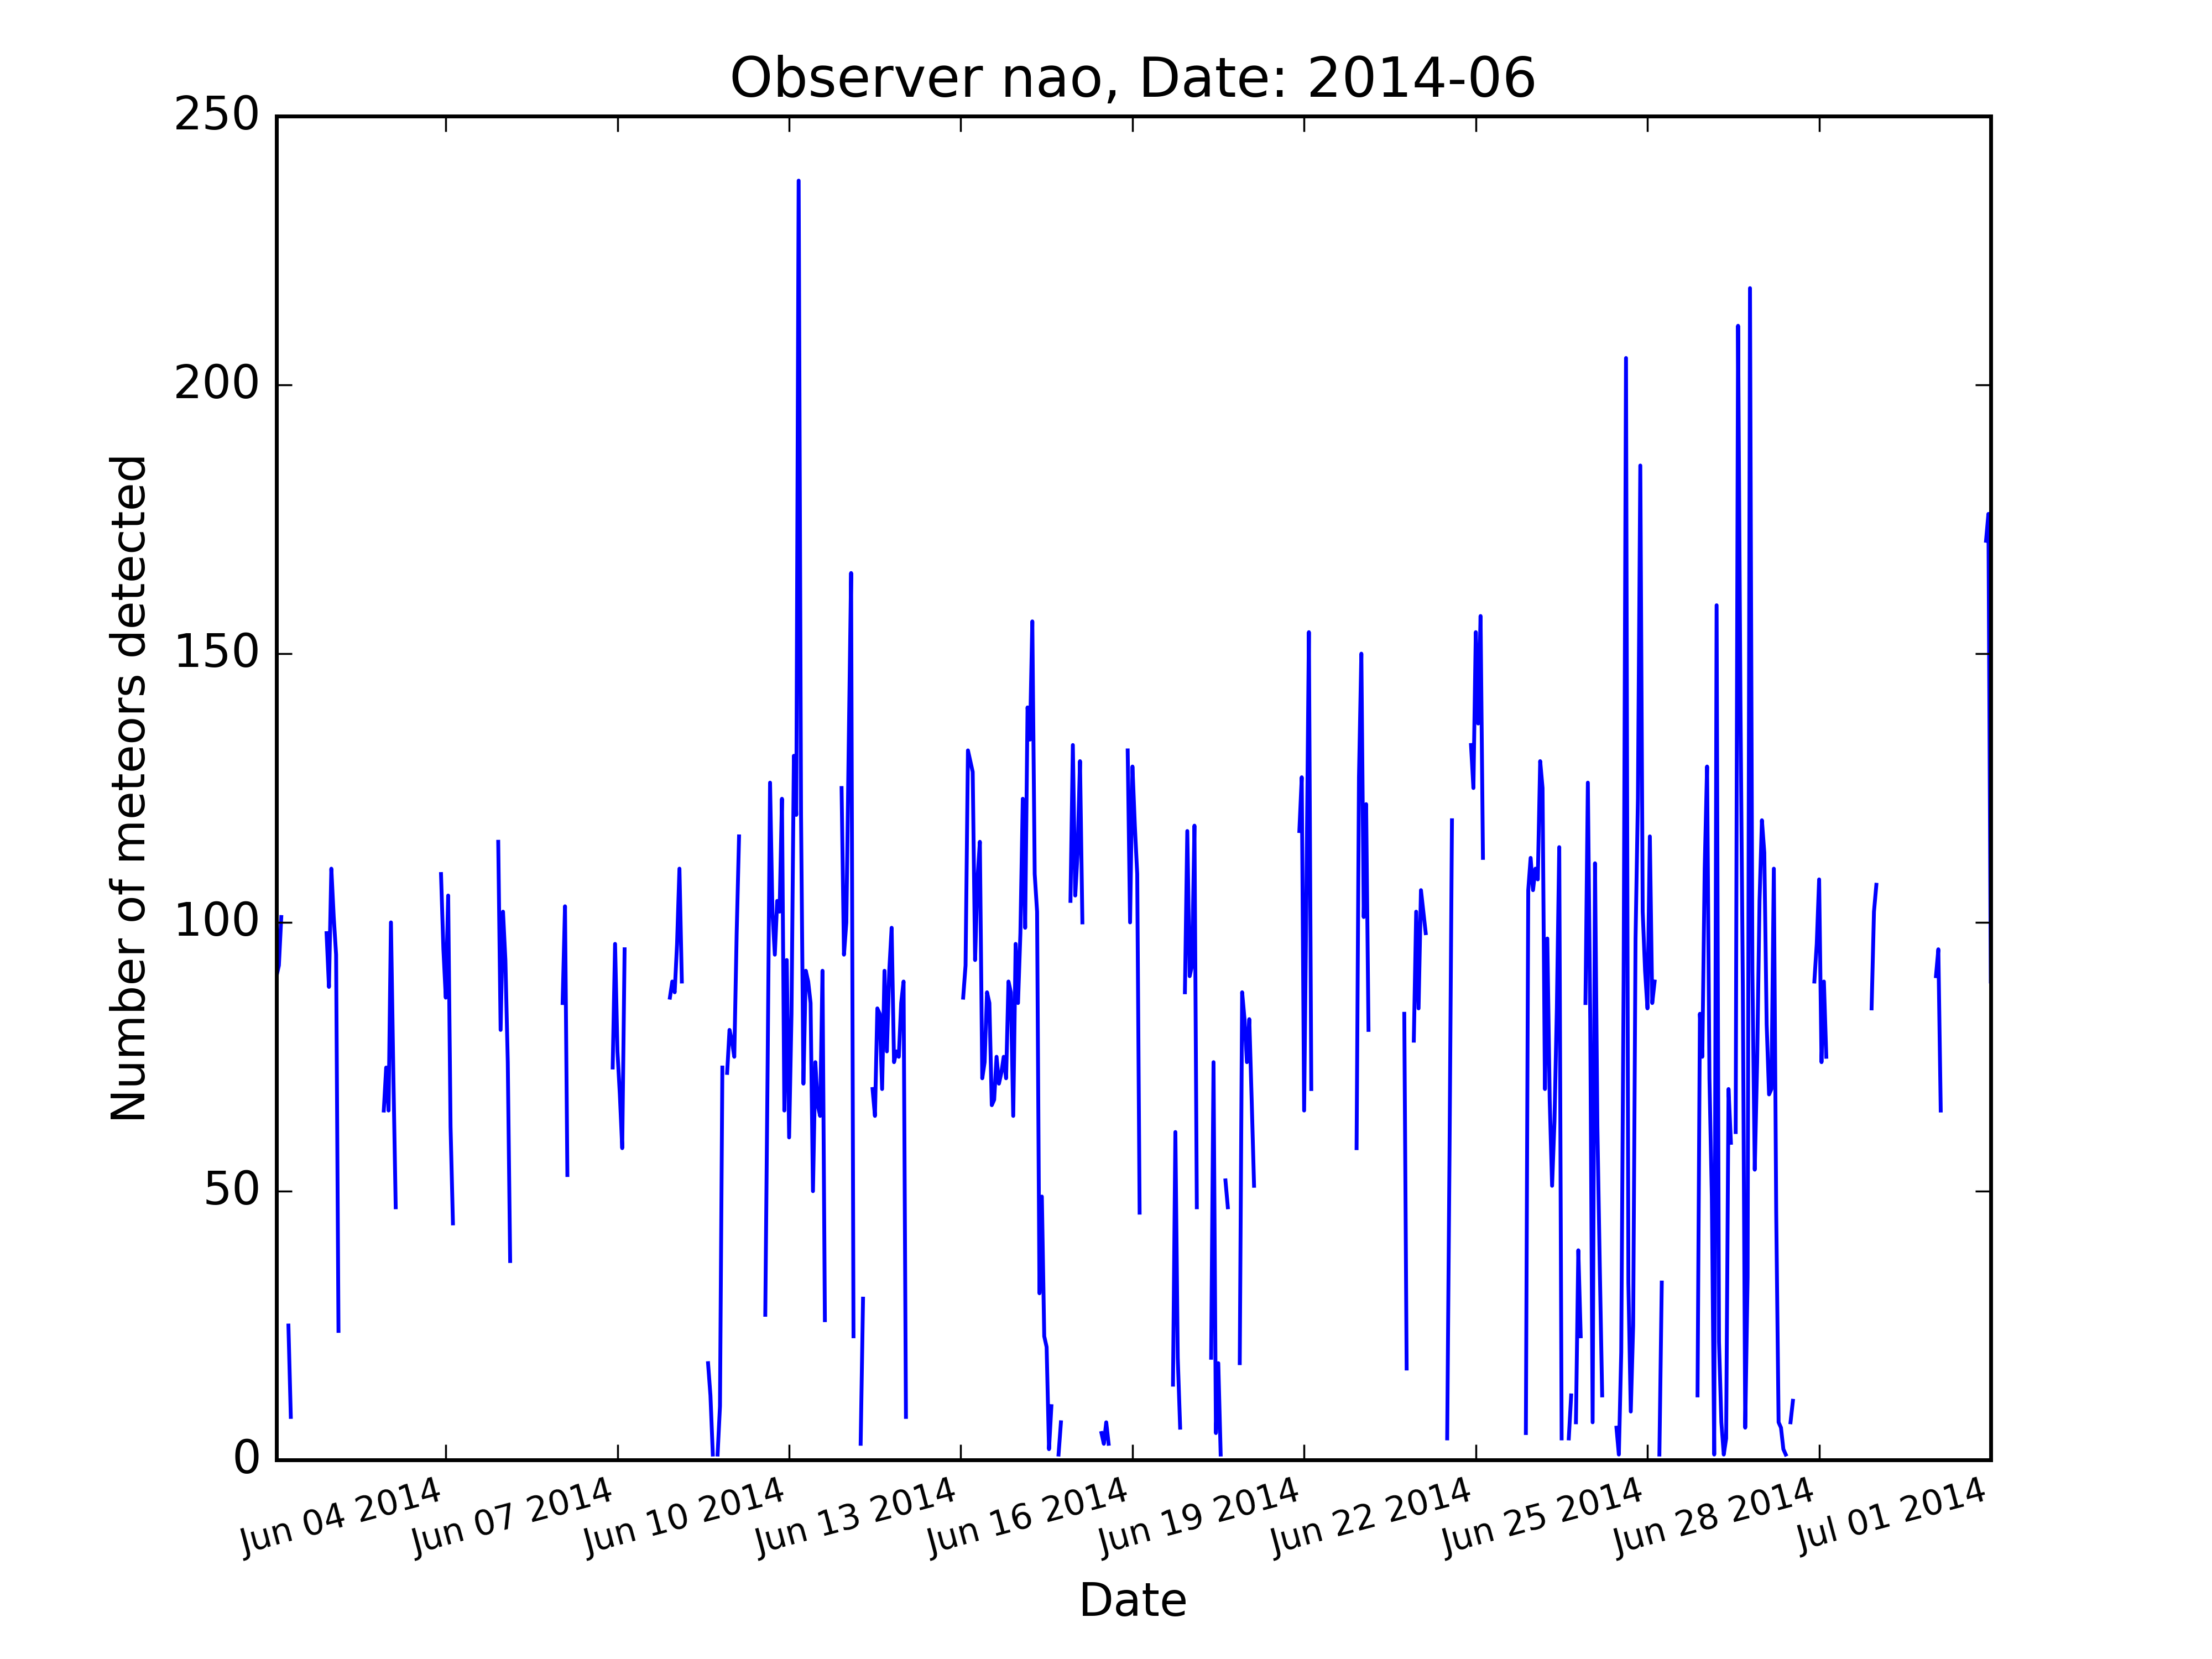 Observer nao, Date: 2014-06
250
200
150
100
50
0
Number of meteors detected
Jun 04 2014
Jun 07 2014
Jun 10 2014
Jun 13 2014
Jun 16 2014
Jun 19 2014
Jun 22 2014
Jun 25 2014
Jun 28 2014
Jul 01 2014
Date